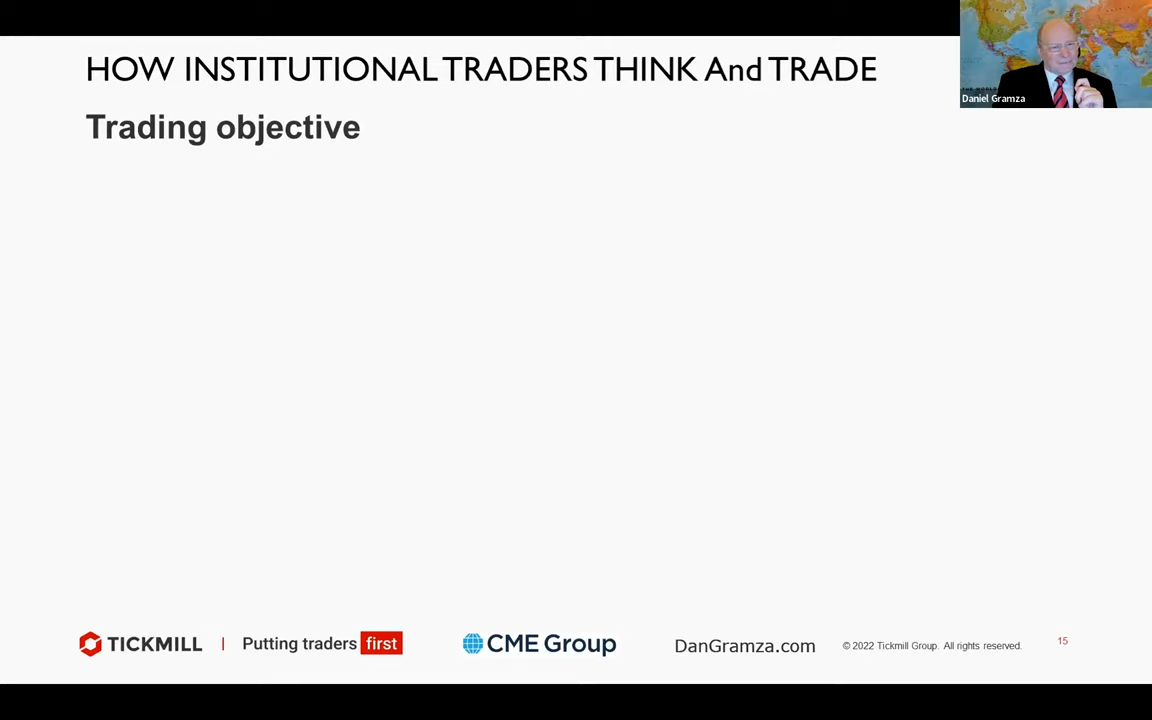 HOW INSTITUTIONAL TRADERS THINK And TRADE
Daniel Gramza
Trading objective
TICKMILL | Putting traders first
CME Group
DanGramza.com
© 2022 Tickmill Group. All rights reserved.
15